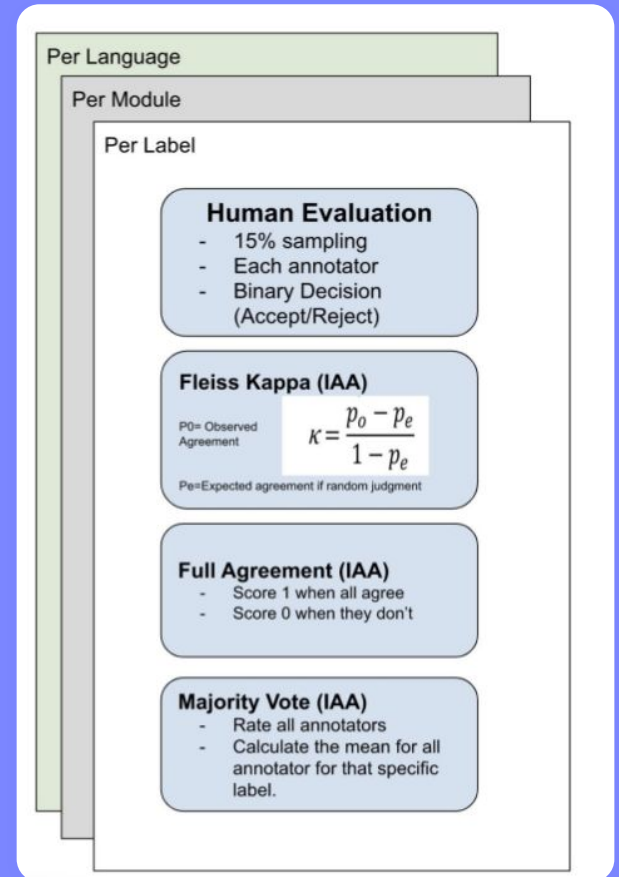 Per Language
Per Module
Per Label
Human Evaluation
- 15% sampling
- Each annotator
- Binary Decision
(Accept/Reject)
Fleiss Kappa (IAA)
P0= Observed
Agreement
κ = (p_o − p_e) / (1 − p_e)
Pe=Expected agreement if random judgment
Full Agreement (IAA)
- Score 1 when all agree
- Score 0 when they don't
Majority Vote (IAA)
- Rate all annotators
- Calculate the mean for all
annotator for that specific
label.